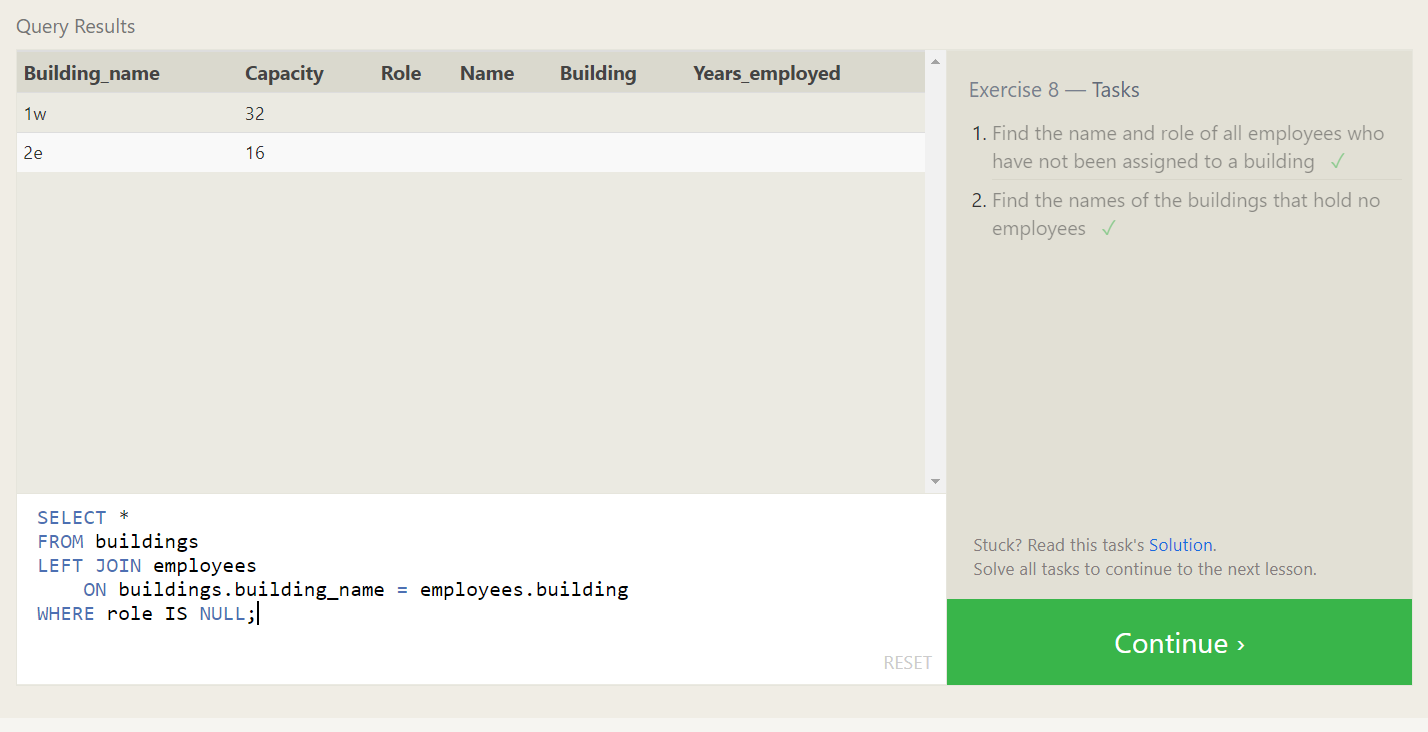 Query Results
Building_name Capacity Role Name Building Years_employed
1w 32
2e 16
Exercise 8 — Tasks
1. Find the name and role of all employees who
have not been assigned to a building ✓
2. Find the names of the buildings that hold no
employees ✓
SELECT *
FROM buildings
LEFT JOIN employees
    ON buildings.building_name = employees.building
WHERE role IS NULL;
RESET
Stuck? Read this task's Solution.
Solve all tasks to continue to the next lesson.
Continue ›